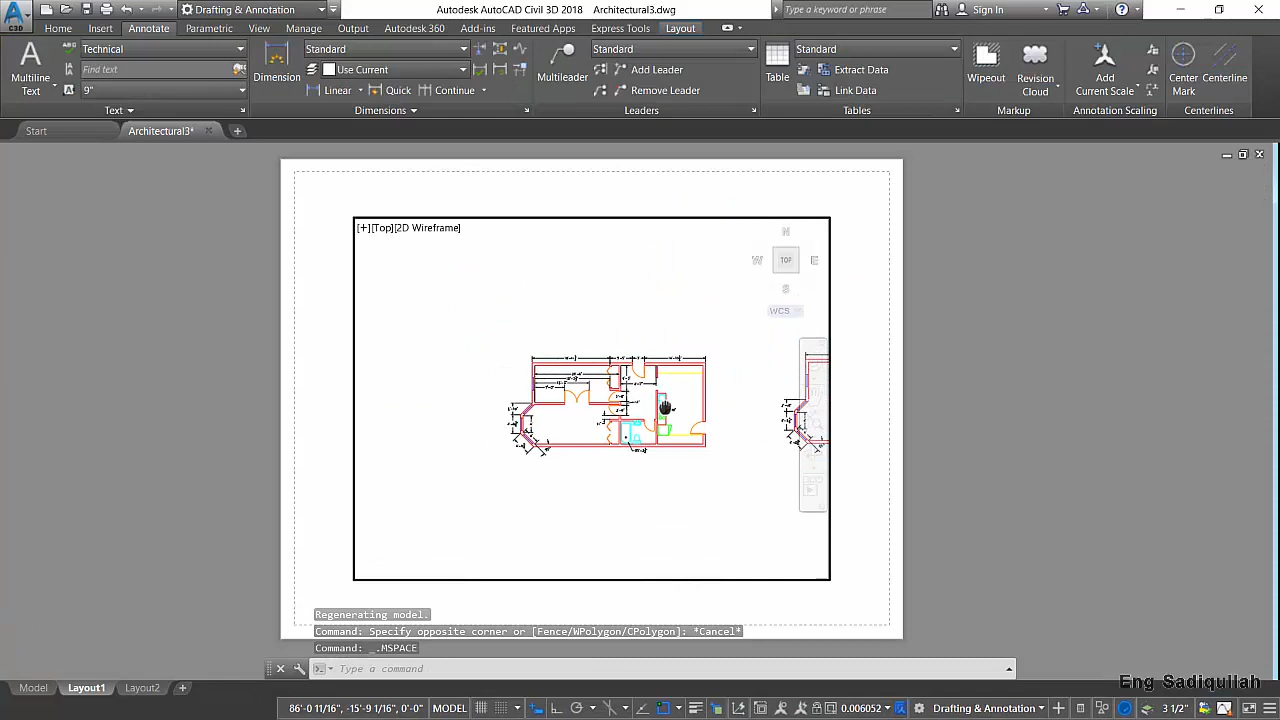 Drafting & Annotation
Autodesk AutoCAD Civil 3D 2018 Architectural3.dwg
Type a keyword or phrase
Sign In
C3D
Home Insert Annotate Parametric View Manage Output Autodesk 360 Add-ins Featured Apps Express Tools Layout
Multiline Text
Technical
Find text
9"
Text
Dimension
Standard
Use Current
Linear Quick Continue
Dimensions
Multileader
Standard
Add Leader
Remove Leader
Leaders
Table
Standard
Extract Data
Link Data
Tables
Wipeout
Revision Cloud
Markup
Add Current Scale
Annotation Scaling
Center Mark
Centerline
Centerlines
Start Architectural3*
[+][Top][2D Wireframe]
N
W TOP E
S
WCS
Regenerating model.
Command: Specify opposite corner or [Fence/WPolygon/CPolygon]: *Cancel*
Command: _.MSPACE
Type a command
Eng Sadiqullah
Model Layout1 Layout2
86'-0 11/16", -15'-9 1/16", 0'-0" MODEL 0.006052 Drafting & Annotation 3 1/2"